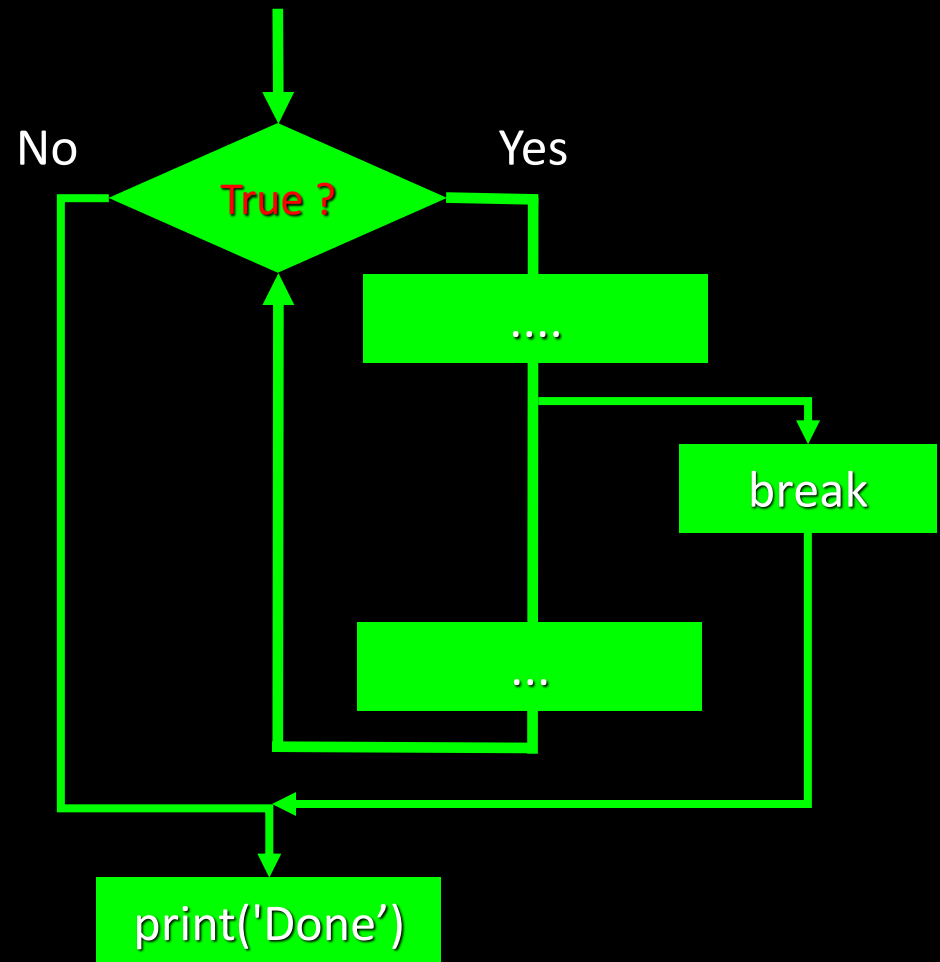 No
Yes
True ?
....
break
...
print('Done’)